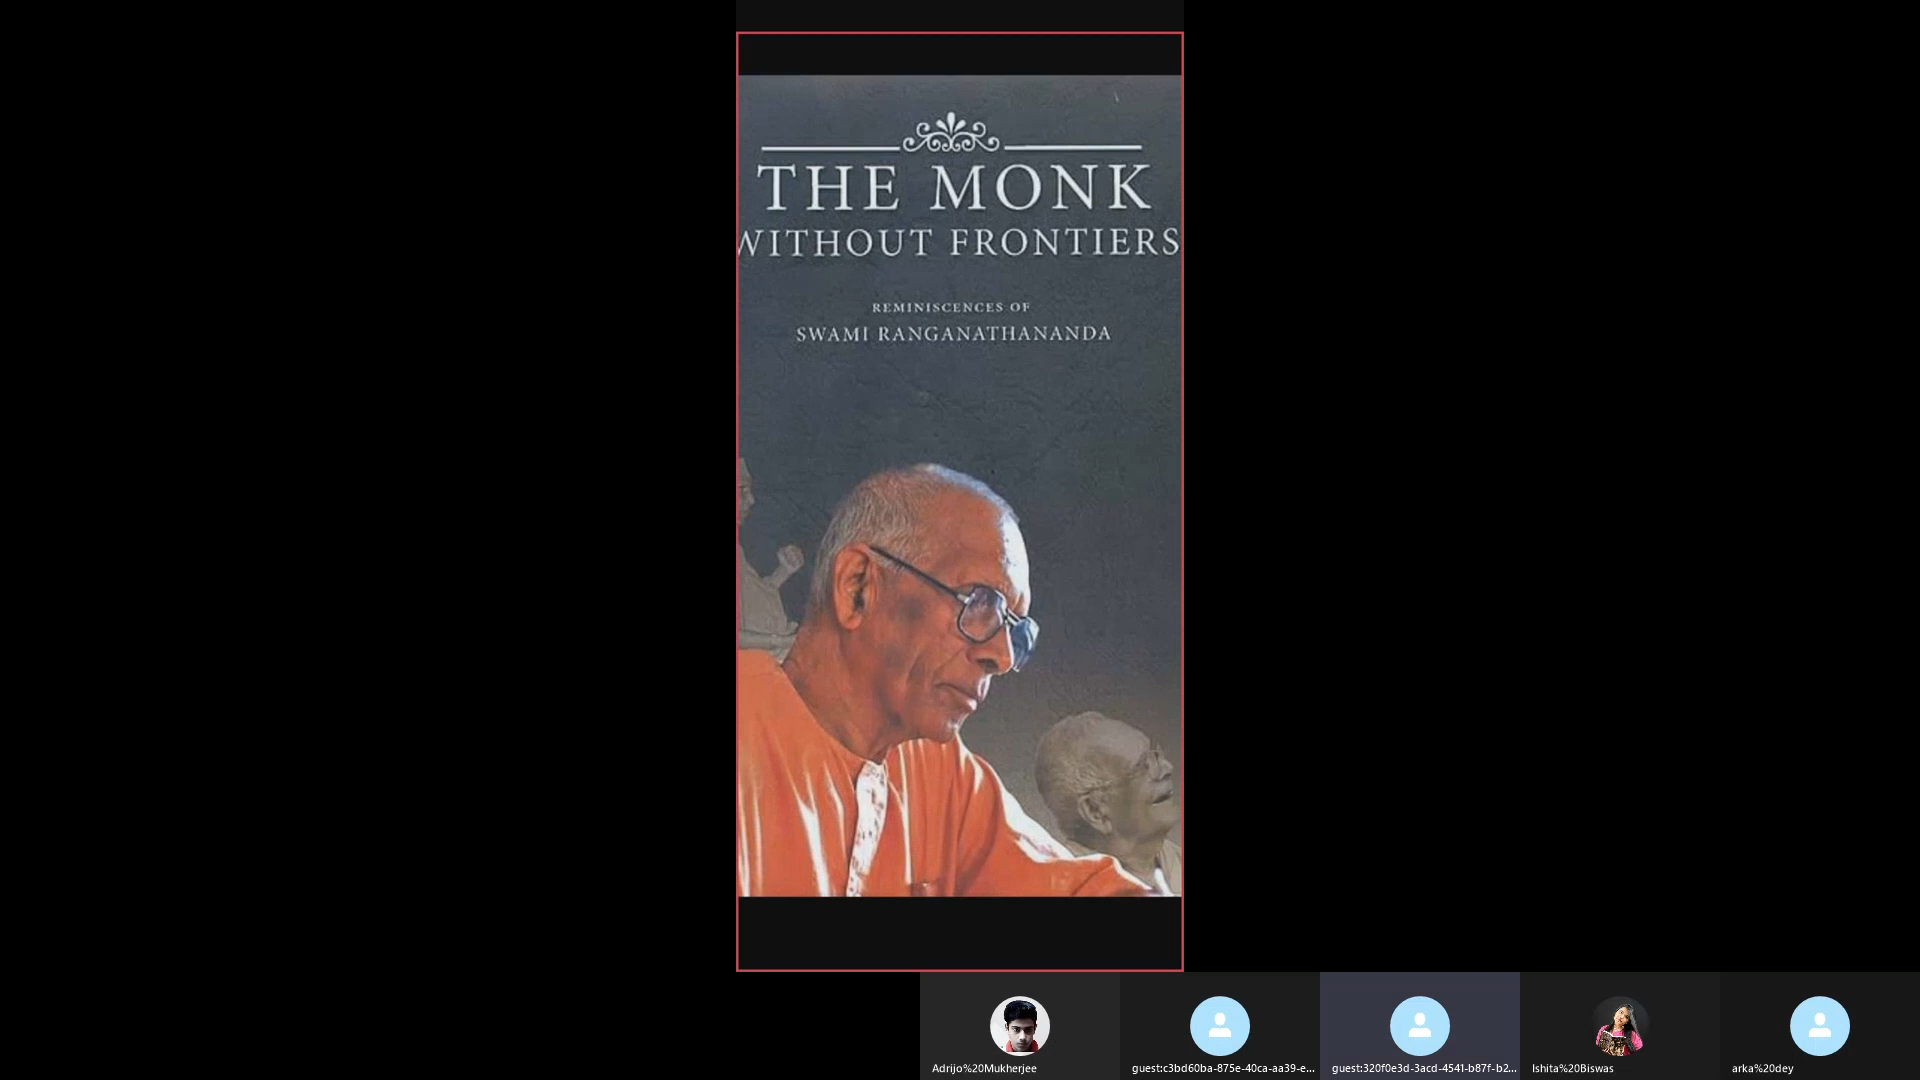 THE MONK
WITHOUT FRONTIERS
REMINISCENCES OF
SWAMI RANGANATHANANDA
Adrijo%20Mukherjee
guest:c3bd60ba-875e-40ca-aa39-e...
guest:320f0e3d-3acd-4541-b87f-b2...
Ishita%20Biswas
arka%20dey